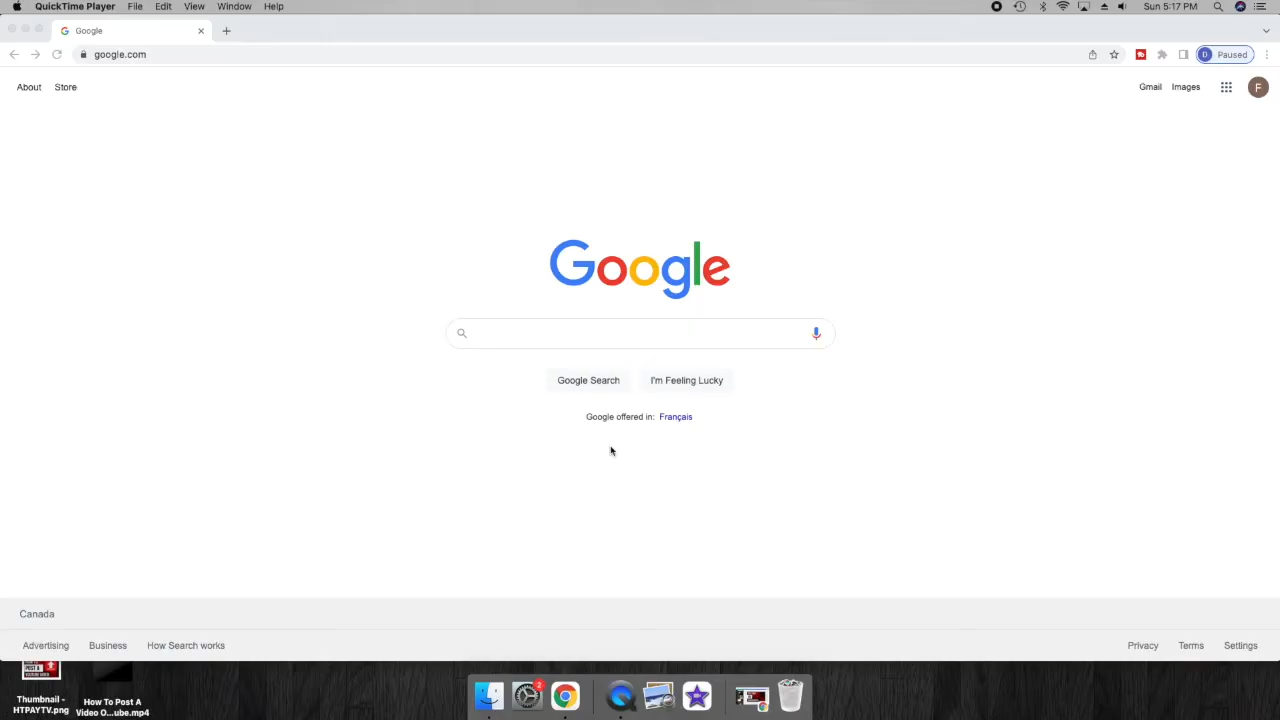 QuickTime Player File Edit View Window Help Sun 5:17 PM
Google
google.com D Paused
About Store Gmail Images F
Google
Google Search I'm Feeling Lucky
Google offered in: Français
Canada
Advertising Business How Search works Privacy Terms Settings
POST A
Thumbnail -
HTPAYTV.png
How To Post A
Video O...ube.mp4
2